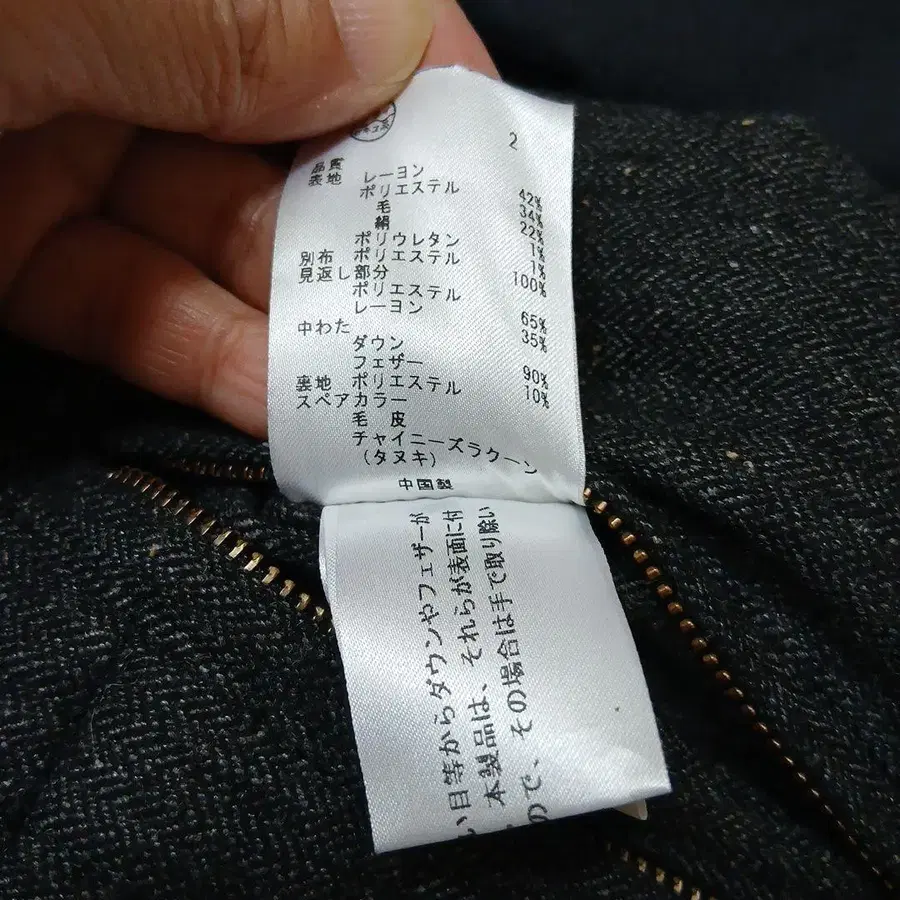 2
品質
表地 レーヨン 42%
ポリエステル 34%
毛 22%
絹 1%
ポリウレタン 1%
別布 ポリエステル 100%
見返し部分
ポリエステル 65%
レーヨン 35%
中わた
ダウン 90%
フェザー 10%
裏地 ポリエステル
スペアカラー
毛 皮
チャイニーズラクーン
(タヌキ)
中国製
い目等からダウンやフェザーが
本製品は、それらが表面に付
ので、その場合は手で取り除い